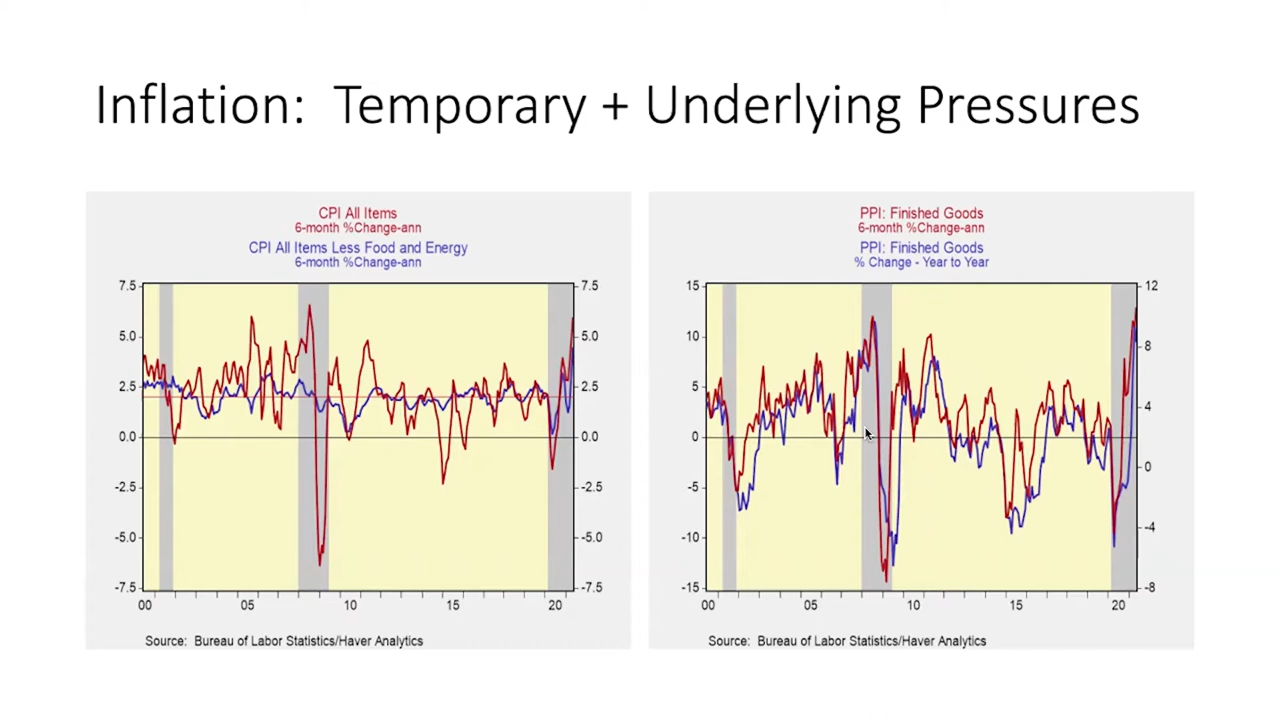 Inflation: Temporary + Underlying Pressures
CPI All Items
6-month %Change-ann
CPI All Items Less Food and Energy
6-month %Change-ann
7.5
5.0
2.5
0.0
-2.5
-5.0
-7.5
7.5
5.0
2.5
0.0
-2.5
-5.0
-7.5
00 05 10 15 20
Source: Bureau of Labor Statistics/Haver Analytics
PPI: Finished Goods
6-month %Change-ann
PPI: Finished Goods
% Change - Year to Year
15
10
5
0
-5
-10
-15
12
8
4
0
-4
-8
00 05 10 15 20
Source: Bureau of Labor Statistics/Haver Analytics